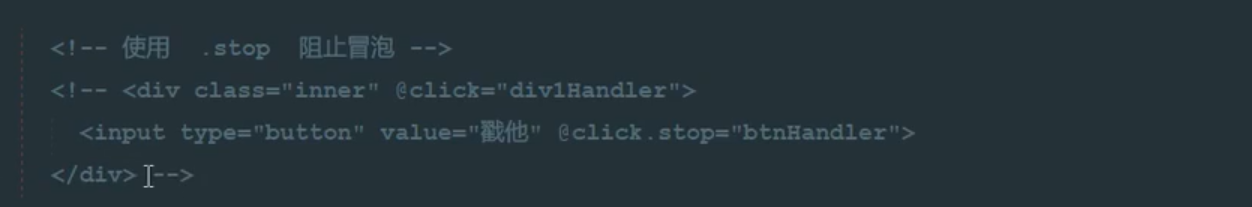 <!-- 使用  .stop  阻止冒泡 -->
<!-- <div class="inner" @click="div1Handler">
  <input type="button" value="戳他" @click.stop="btnHandler">
</div> -->